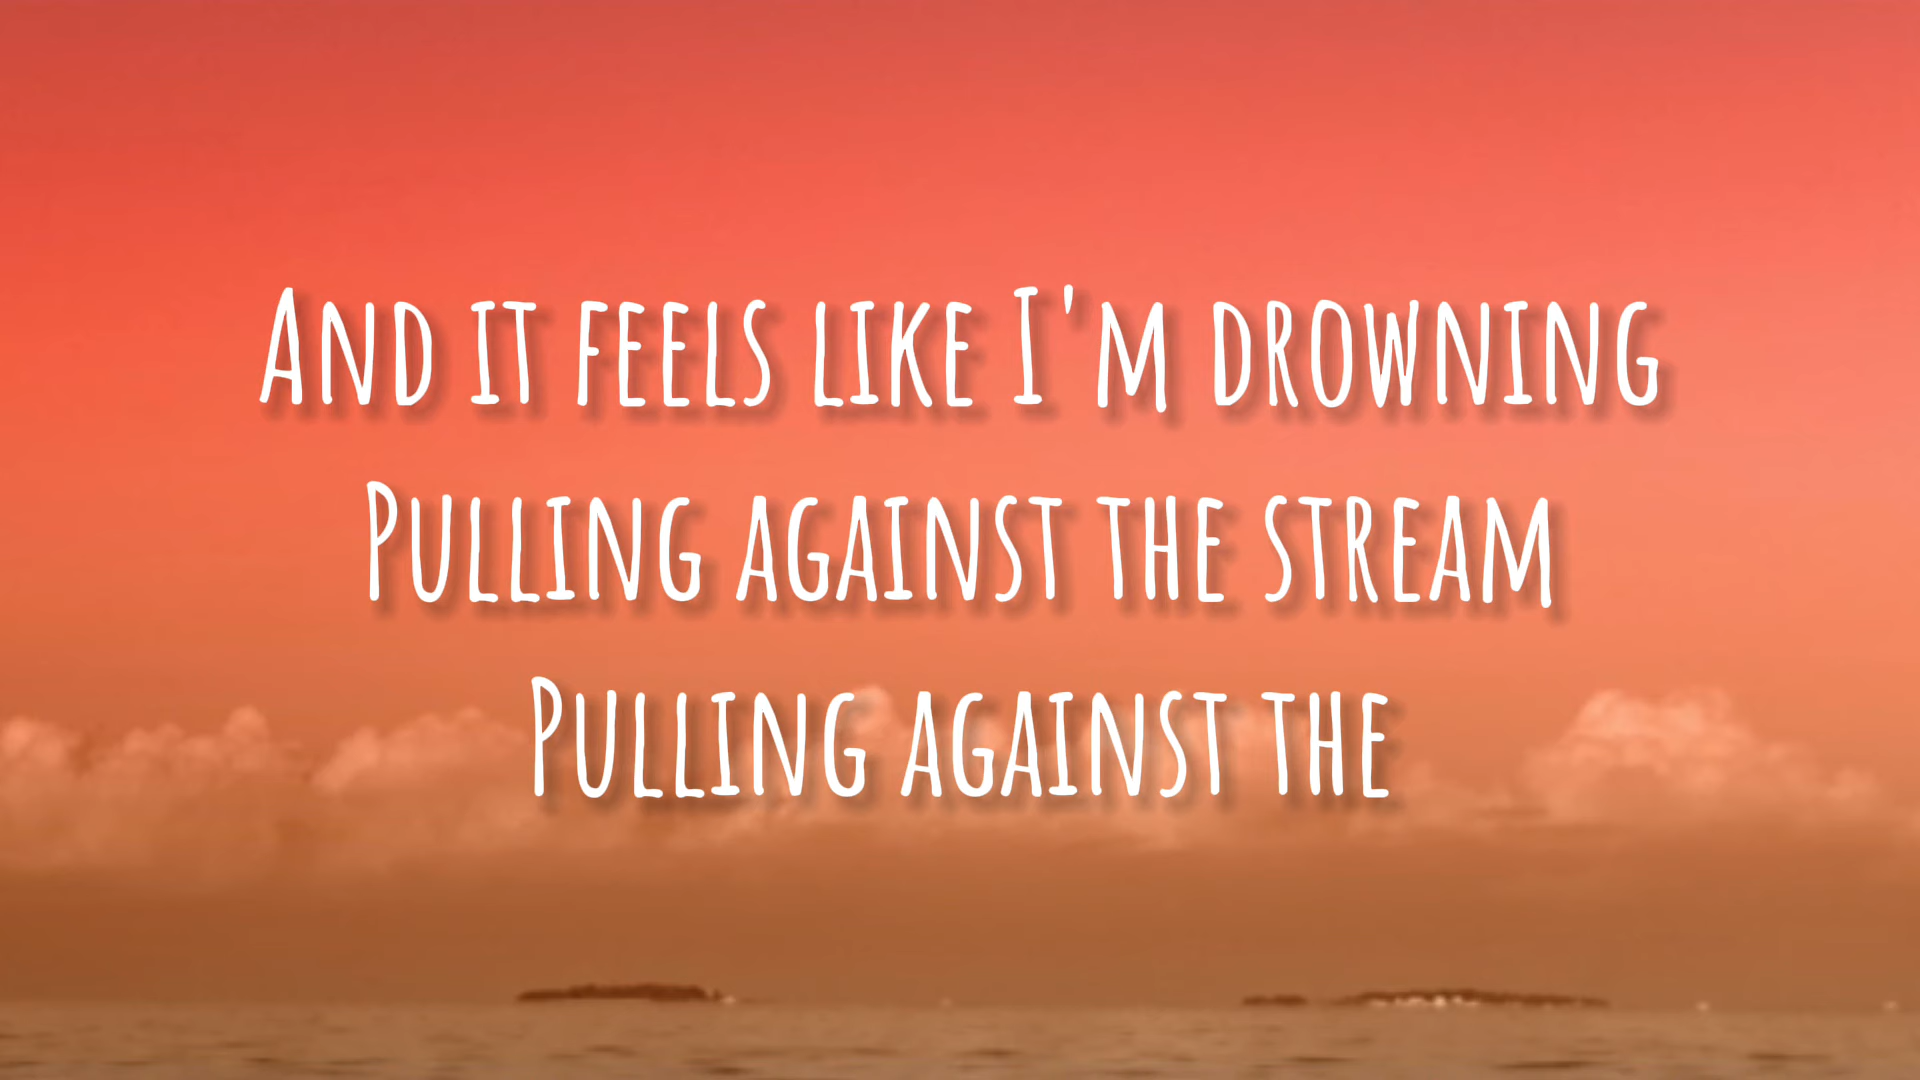 And it feels like I'm drowning
Pulling against the stream
Pulling against the